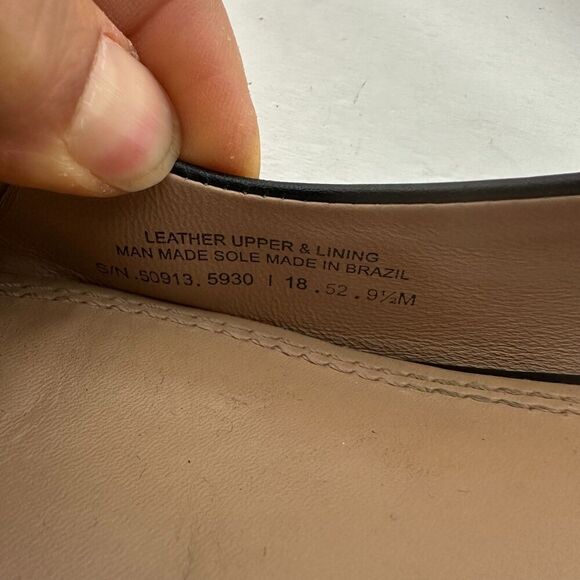 LEATHER UPPER & LINING
MAN MADE SOLE MADE IN BRAZIL
S/N .50913. 5930 I 18 .52 . 9½M